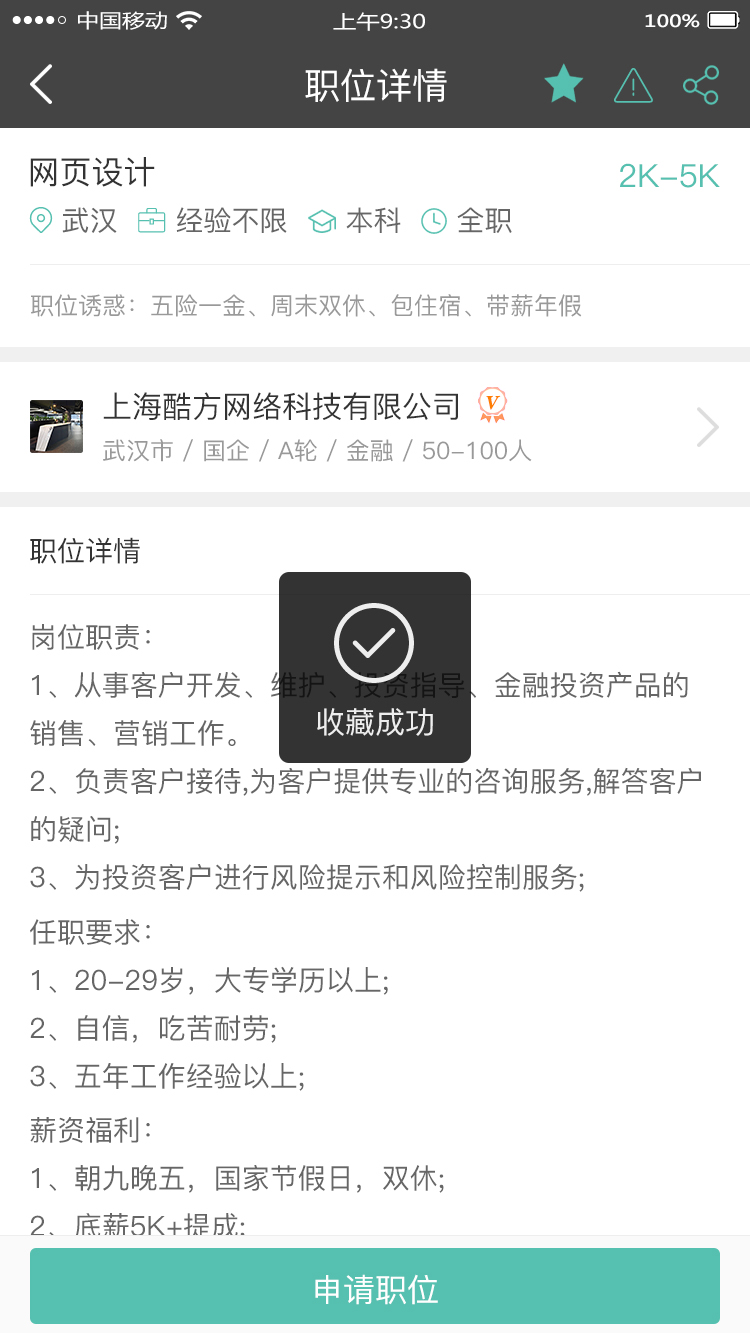 中国移动
上午9:30
100%
职位详情
网页设计
2K-5K
武汉 经验不限 本科 全职
职位诱惑：五险一金、周末双休、包住宿、带薪年假
上海酷方网络科技有限公司 V
武汉市 / 国企 / A轮 / 金融 / 50-100人
职位详情
岗位职责：
1、从事客户开发、维护、投资指导、金融投资产品的
销售、营销工作。
收藏成功
2、负责客户接待,为客户提供专业的咨询服务,解答客户
的疑问;
3、为投资客户进行风险提示和风险控制服务;
任职要求：
1、20-29岁，大专学历以上;
2、自信，吃苦耐劳;
3、五年工作经验以上;
薪资福利：
1、朝九晚五，国家节假日，双休;
2、底薪5K+提成;
申请职位